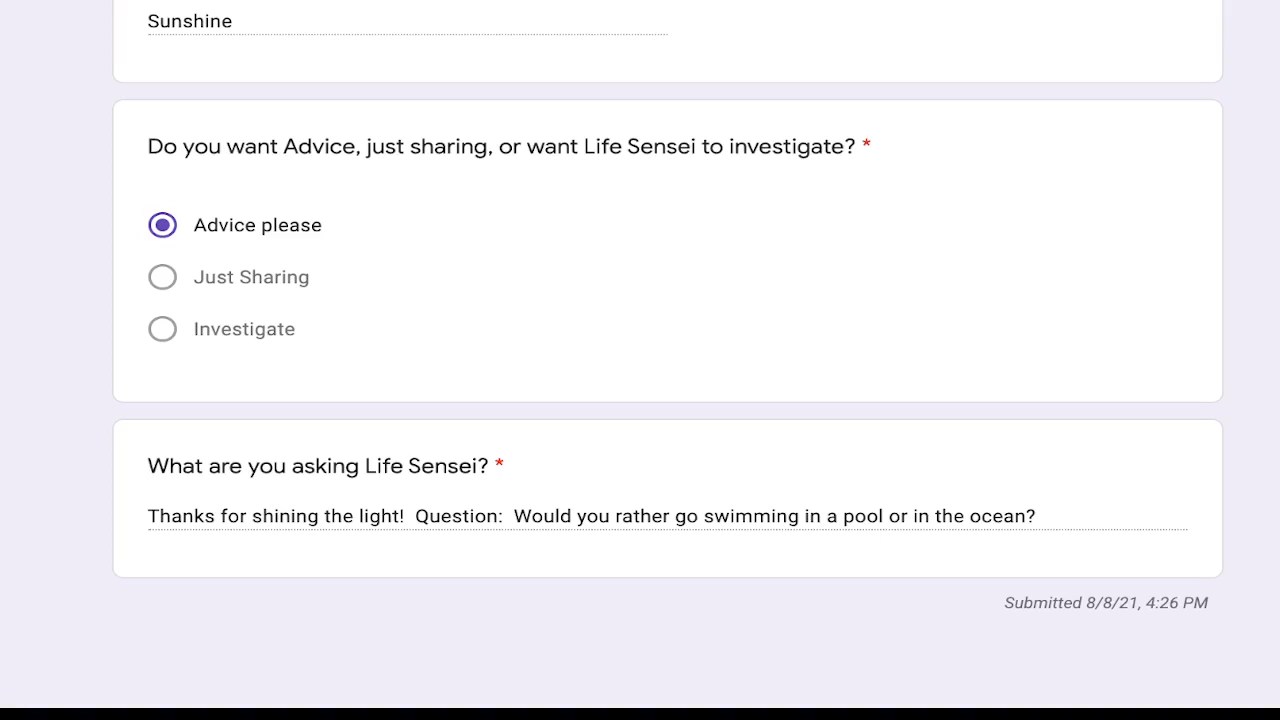 Sunshine
Do you want Advice, just sharing, or want Life Sensei to investigate? *
Advice please
Just Sharing
Investigate
What are you asking Life Sensei? *
Thanks for shining the light!  Question:  Would you rather go swimming in a pool or in the ocean?
Submitted 8/8/21, 4:26 PM